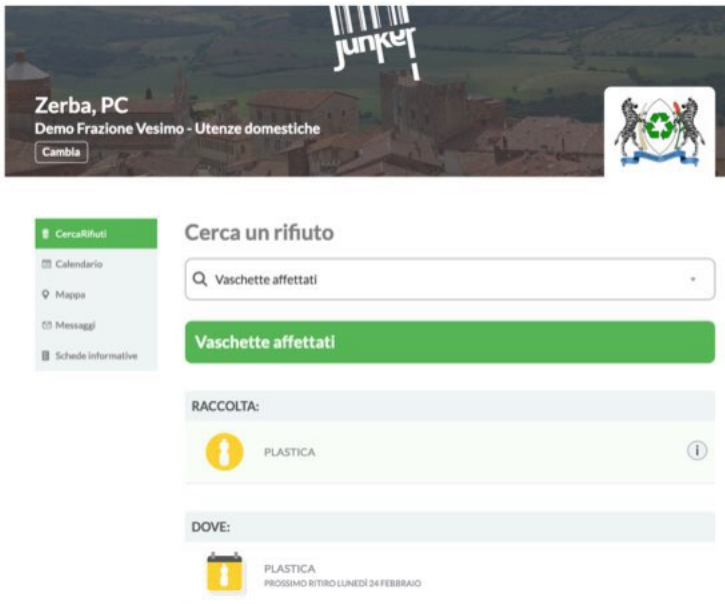 junker
Zerba, PC
Demo Frazione Vesimo - Utenze domestiche
Cambia
CercaRifiuti
Calendario
Mappa
Messaggi
Schede informative
Cerca un rifiuto
Vaschette affettati
Vaschette affettati
RACCOLTA:
PLASTICA
i
DOVE:
PLASTICA
PROSSIMO RITIRO LUNEDÌ 24 FEBBRAIO